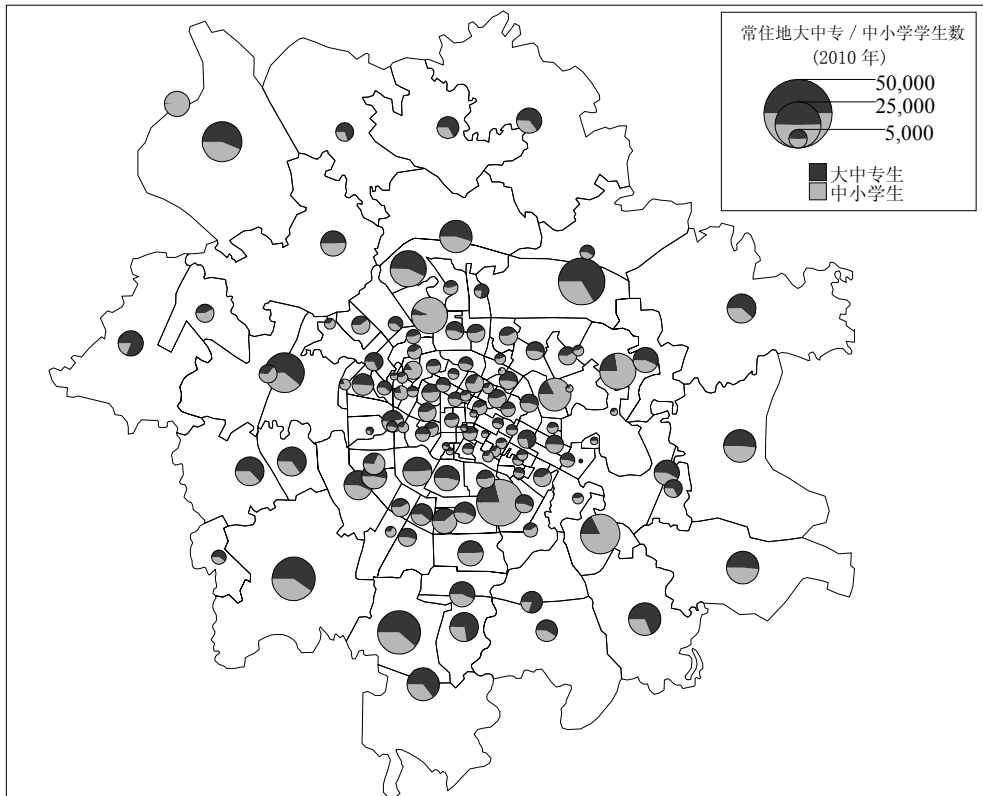 常住地大中专 / 中小学学生数
(2010 年)
50,000
25,000
5,000
大中专生
中小学生